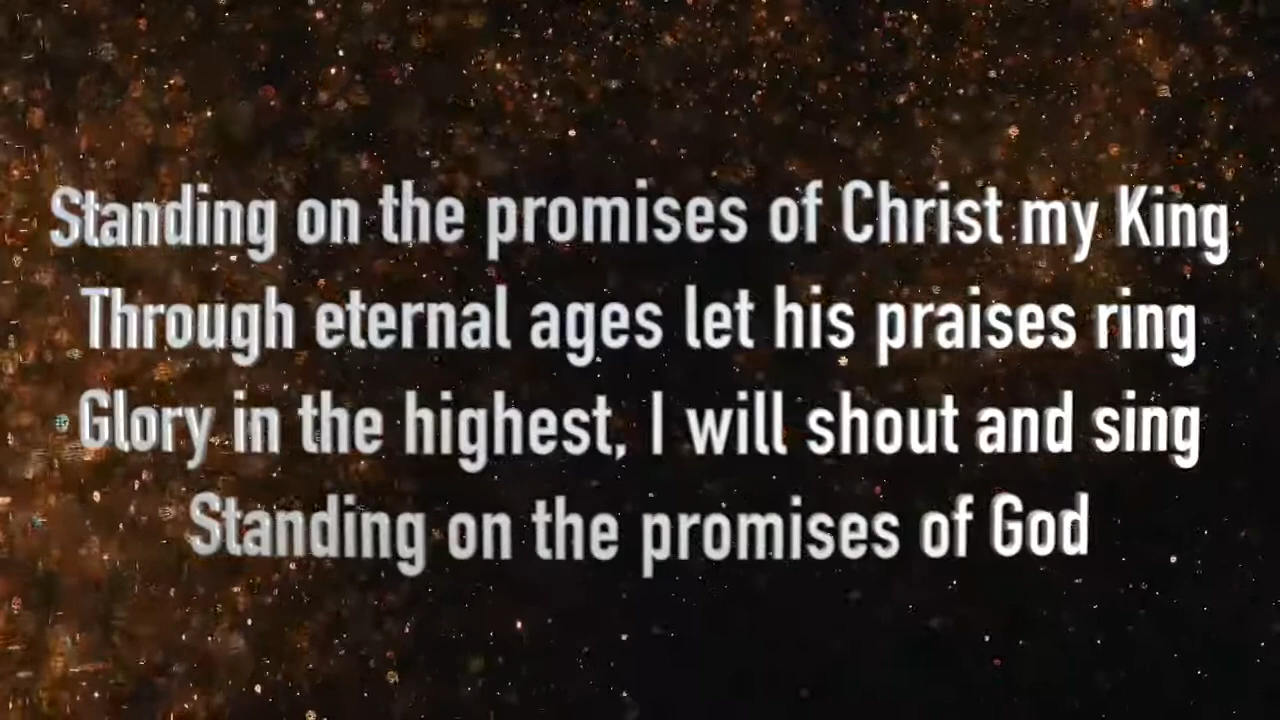 Standing on the promises of Christ my King
Through eternal ages let his praises ring
Glory in the highest, I will shout and sing
Standing on the promises of God